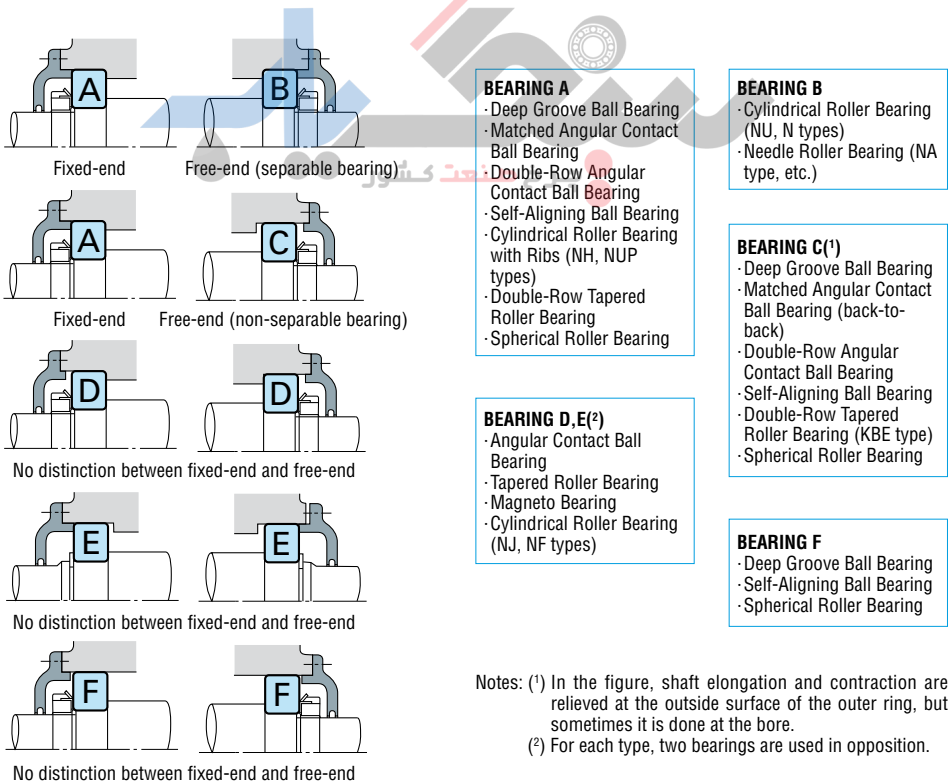 A
B
Fixed-end
Free-end (separable bearing)
A
C
Fixed-end
Free-end (non-separable bearing)
D
D
No distinction between fixed-end and free-end
E
E
No distinction between fixed-end and free-end
F
F
No distinction between fixed-end and free-end
BEARING A
·Deep Groove Ball Bearing
·Matched Angular Contact
Ball Bearing
·Double-Row Angular
Contact Ball Bearing
·Self-Aligning Ball Bearing
·Cylindrical Roller Bearing
with Ribs (NH, NUP
types)
·Double-Row Tapered
Roller Bearing
·Spherical Roller Bearing
BEARING B
·Cylindrical Roller Bearing
(NU, N types)
·Needle Roller Bearing (NA
type, etc.)
BEARING C(¹)
·Deep Groove Ball Bearing
·Matched Angular Contact
Ball Bearing (back-to-
back)
·Double-Row Angular
Contact Ball Bearing
·Self-Aligning Ball Bearing
·Double-Row Tapered
Roller Bearing (KBE type)
·Spherical Roller Bearing
BEARING D,E(²)
·Angular Contact Ball
Bearing
·Tapered Roller Bearing
·Magneto Bearing
·Cylindrical Roller Bearing
(NJ, NF types)
BEARING F
·Deep Groove Ball Bearing
·Self-Aligning Ball Bearing
·Spherical Roller Bearing
Notes: (¹) In the figure, shaft elongation and contraction are
relieved at the outside surface of the outer ring, but
sometimes it is done at the bore.
(²) For each type, two bearings are used in opposition.
صنعت کشور